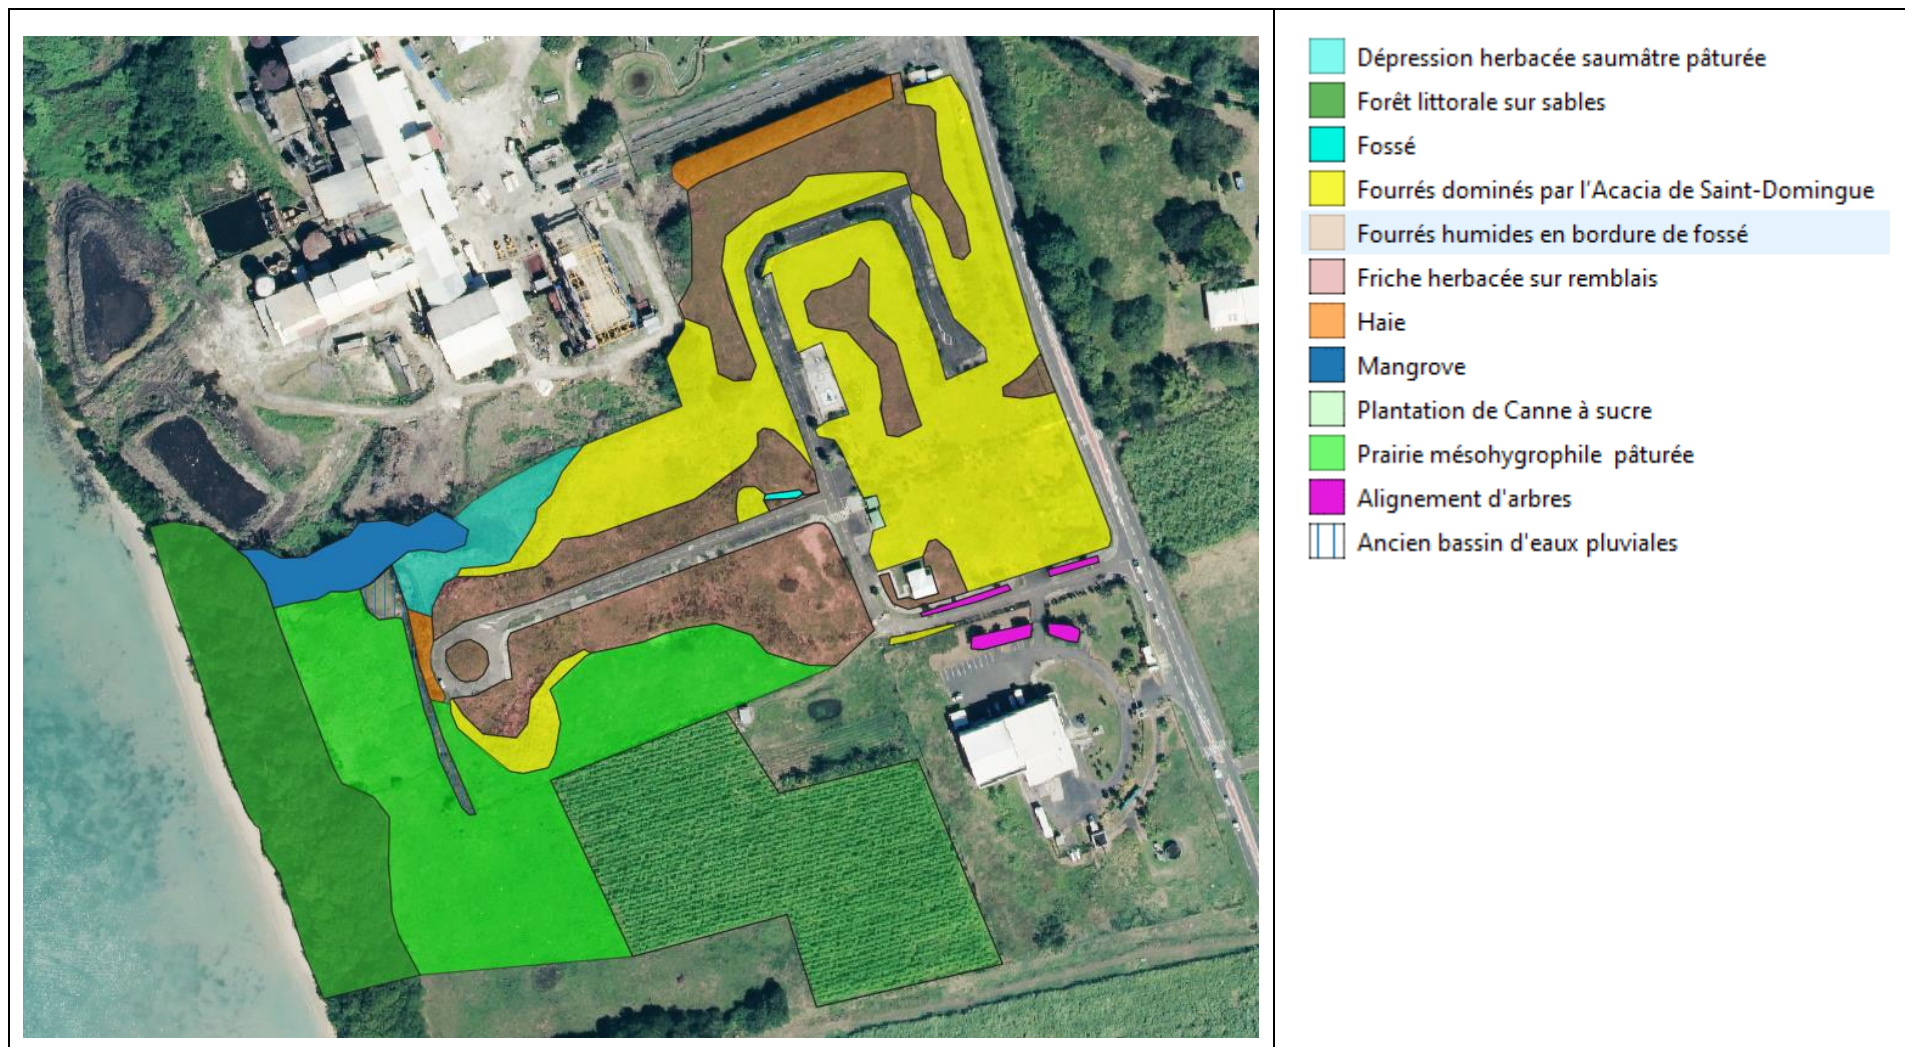 Dépression herbacée saumâtre pâturée
Forêt littorale sur sables
Fossé
Fourrés dominés par l'Acacia de Saint-Domingue
Fourrés humides en bordure de fossé
Friche herbacée sur remblais
Haie
Mangrove
Plantation de Canne à sucre
Prairie mésohygrophile  pâturée
Alignement d'arbres
Ancien bassin d'eaux pluviales